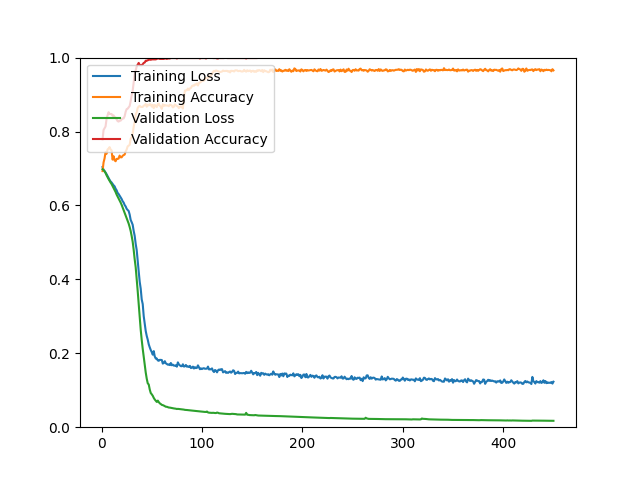 1.0
0.8
0.6
0.4
0.2
0.0
Training Loss
Training Accuracy
Validation Loss
Validation Accuracy
0 100 200 300 400